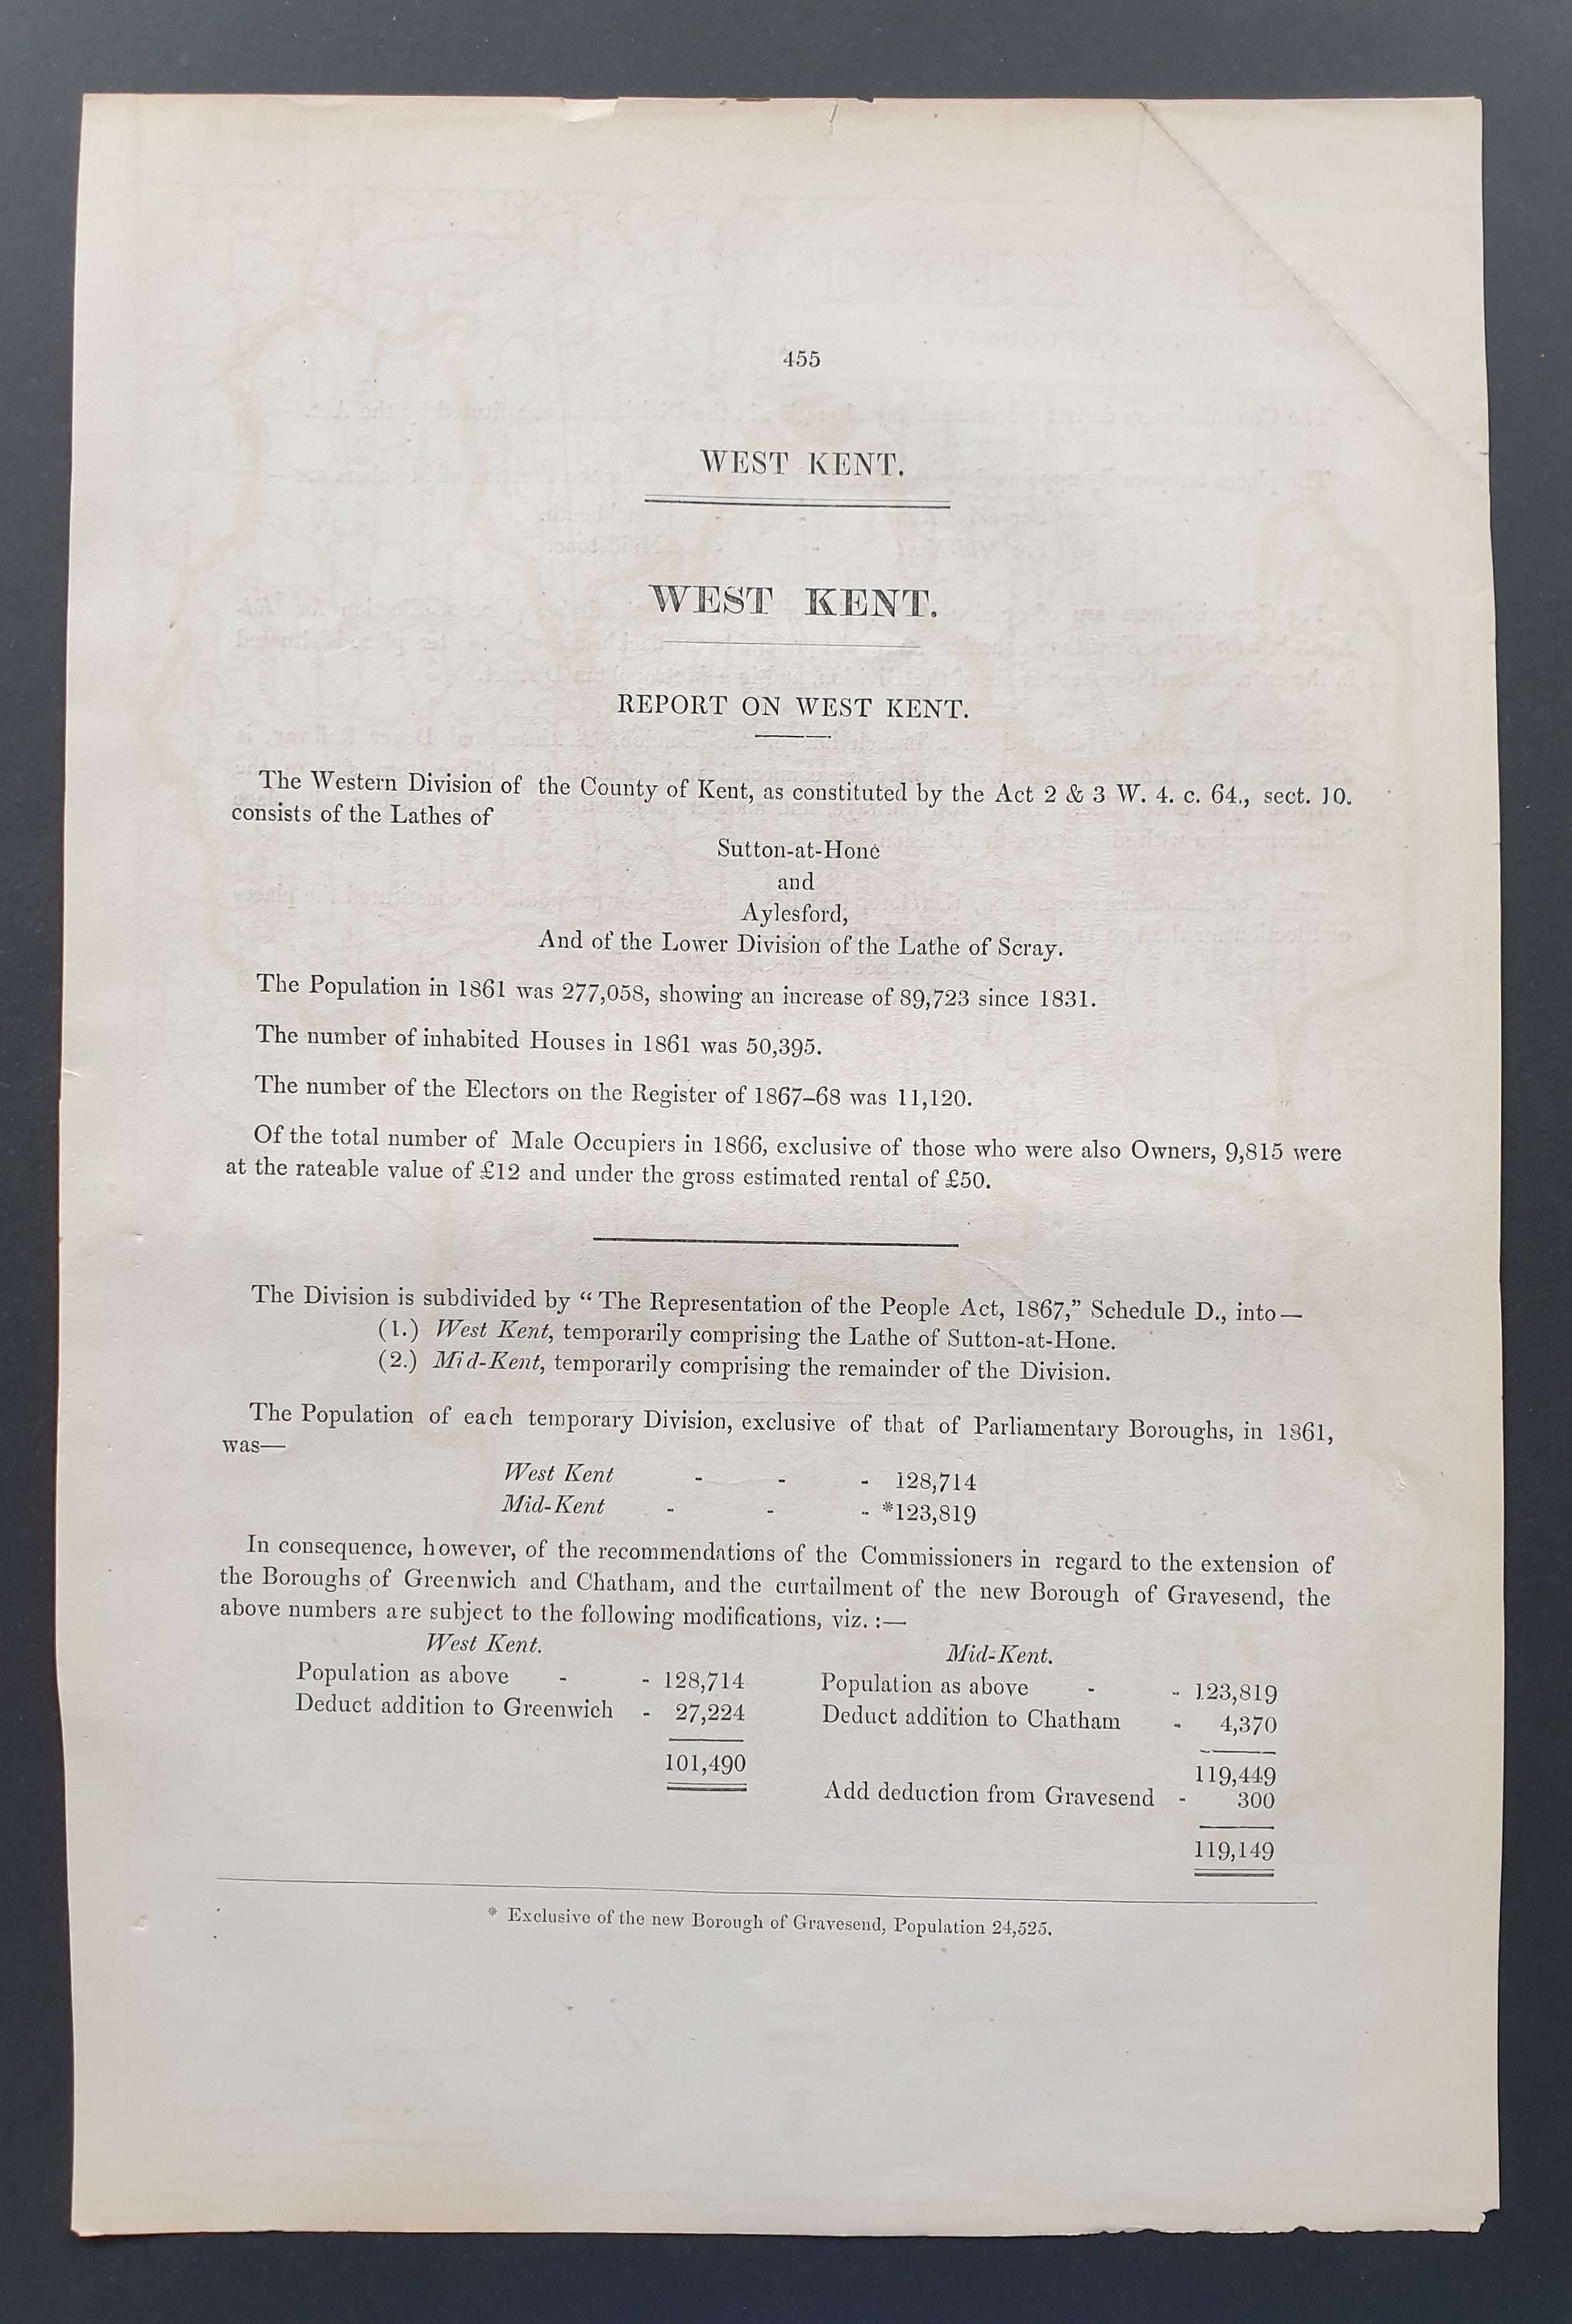 455
WEST KENT.
WEST KENT.
REPORT ON WEST KENT.
The Western Division of the County of Kent, as constituted by the Act 2 & 3 W. 4. c. 64., sect. 10.
consists of the Lathes of
Sutton-at-Hone
and
Aylesford,
And of the Lower Division of the Lathe of Scray.
The Population in 1861 was 277,058, showing an increase of 89,723 since 1831.
The number of inhabited Houses in 1861 was 50,395.
The number of the Electors on the Register of 1867–68 was 11,120.
Of the total number of Male Occupiers in 1866, exclusive of those who were also Owners, 9,815 were
at the rateable value of £12 and under the gross estimated rental of £50.
The Division is subdivided by “The Representation of the People Act, 1867,” Schedule D., into—
(1.) West Kent, temporarily comprising the Lathe of Sutton-at-Hone.
(2.) Mid-Kent, temporarily comprising the remainder of the Division.
The Population of each temporary Division, exclusive of that of Parliamentary Boroughs, in 1861,
was—
West Kent - - - 128,714
Mid-Kent - - - *123,819
In consequence, however, of the recommendations of the Commissioners in regard to the extension of
the Boroughs of Greenwich and Chatham, and the curtailment of the new Borough of Gravesend, the
above numbers are subject to the following modifications, viz. :—
West Kent.
Population as above - - 128,714
Deduct addition to Greenwich - 27,224
101,490
Mid-Kent.
Population as above - - 123,819
Deduct addition to Chatham - 4,370
119,449
Add deduction from Gravesend - 300
119,149
* Exclusive of the new Borough of Gravesend, Population 24,525.